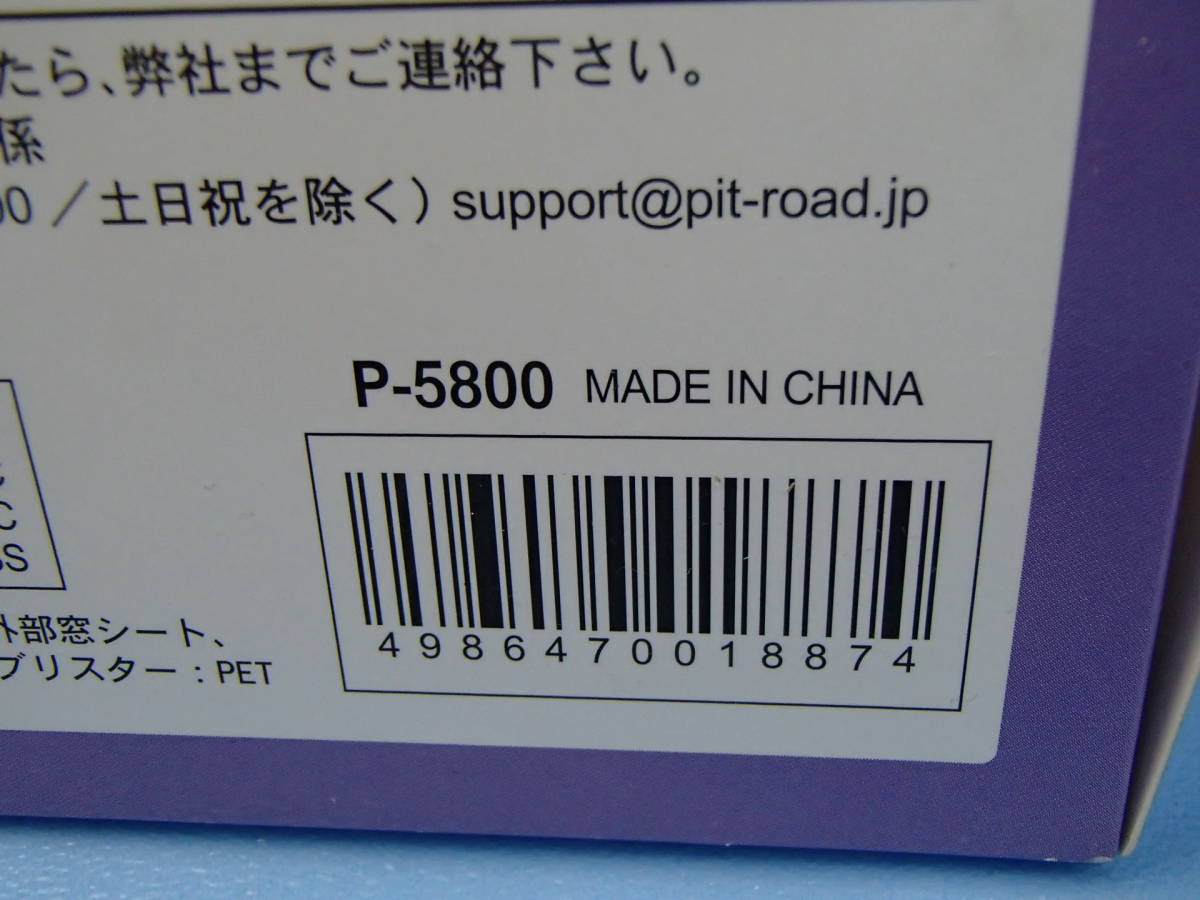 たら、弊社までご連絡下さい。
係
00 ／土日祝を除く) support@pit-road.jp
P-5800 MADE IN CHINA
C
SS
4986470018874
外部窓シート、
ブリスター：PET